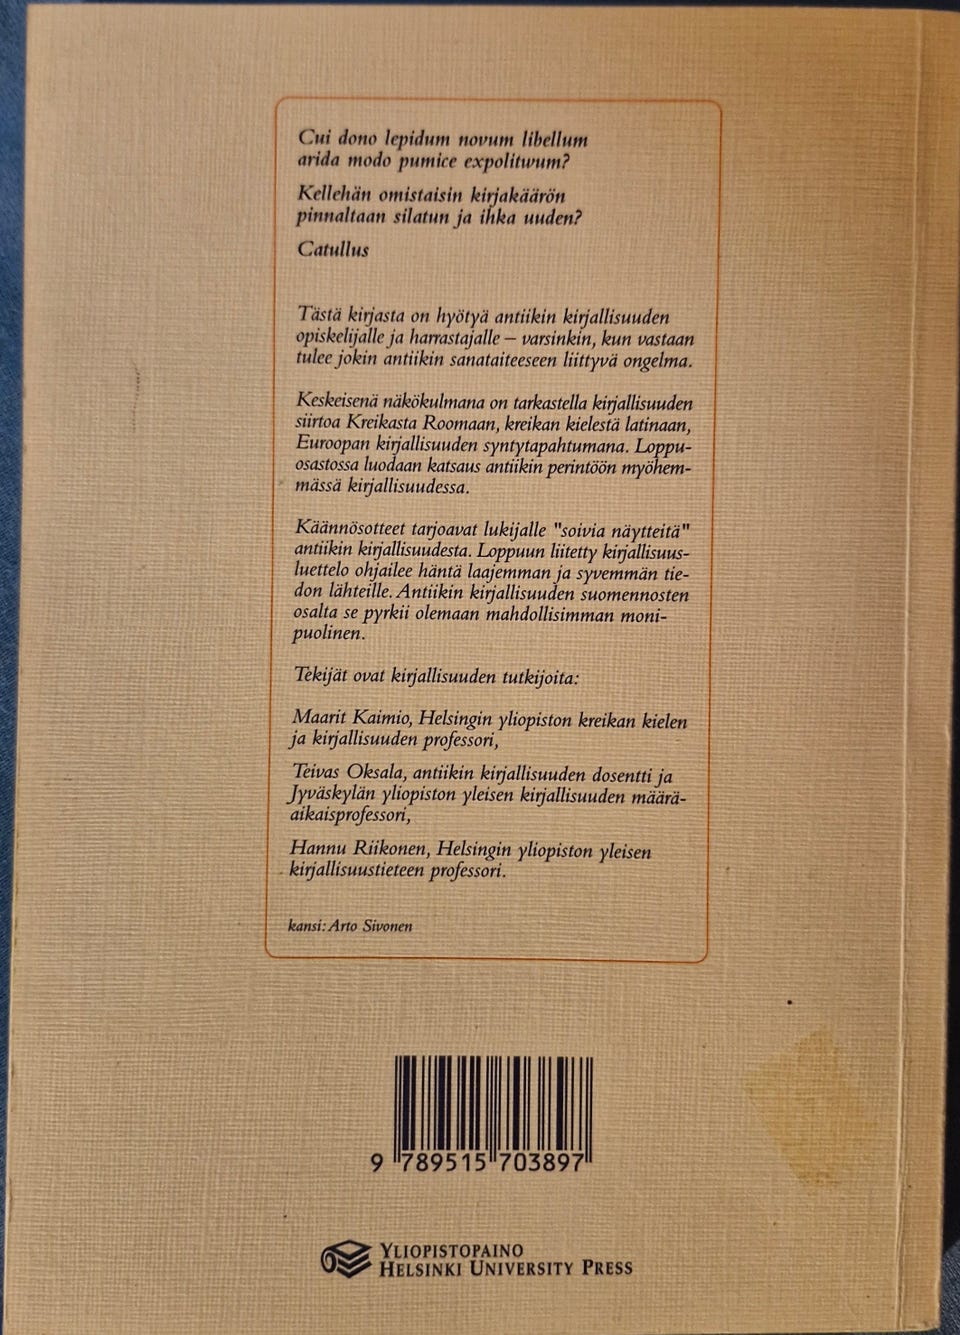 Cui dono lepidum novum libellum
arida modo pumice expolitwum?
Kellehän omistaisin kirjakäärön
pinnaltaan silatun ja ihka uuden?
Catullus
Tästä kirjasta on hyötyä antiikin kirjallisuuden
opiskelijalle ja harrastajalle – varsinkin, kun vastaan
tulee jokin antiikin sanataiteeseen liittyvä ongelma.
Keskeisenä näkökulmana on tarkastella kirjallisuuden
siirtoa Kreikasta Roomaan, kreikan kielestä latinaan,
Euroopan kirjallisuuden syntytapahtumana. Loppu-
osastossa luodaan katsaus antiikin perintöön myöhem-
mässä kirjallisuudessa.
Käännösotteet tarjoavat lukijalle "soivia näytteitä"
antiikin kirjallisuudesta. Loppuun liitetty kirjallisuus-
luettelo ohjailee häntä laajemman ja syvemmän tie-
don lähteille. Antiikin kirjallisuuden suomennosten
osalta se pyrkii olemaan mahdollisimman moni-
puolinen.
Tekijät ovat kirjallisuuden tutkijoita:
Maarit Kaimio, Helsingin yliopiston kreikan kielen
ja kirjallisuuden professori,
Teivas Oksala, antiikin kirjallisuuden dosentti ja
Jyväskylän yliopiston yleisen kirjallisuuden määrä-
aikaisprofessori,
Hannu Riikonen, Helsingin yliopiston yleisen
kirjallisuustieteen professori.
kansi: Arto Sivonen
9 789515 703897
YLIOPISTOPAINO
HELSINKI UNIVERSITY PRESS